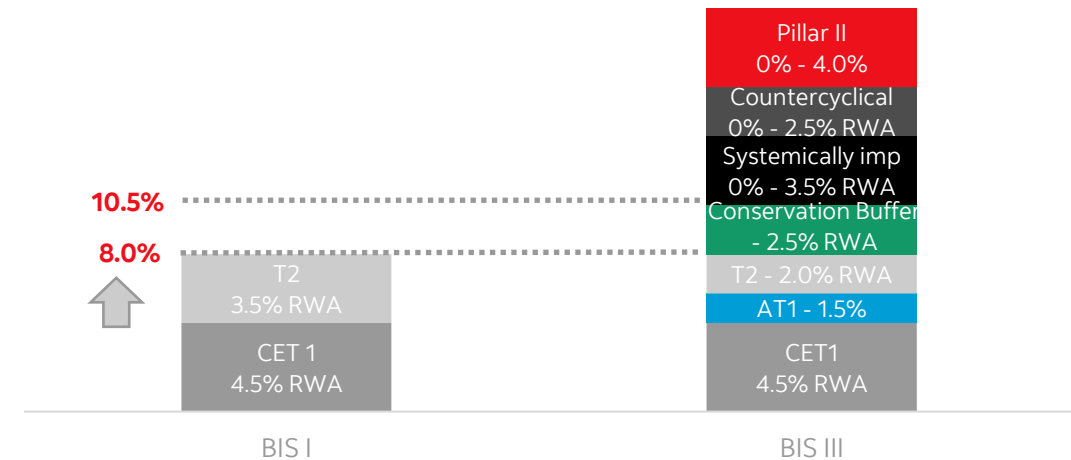 Pillar II
0% - 4.0%
Countercyclical
0% - 2.5% RWA
Systemically imp
0% - 3.5% RWA
Conservation Buffer
- 2.5% RWA
T2 - 2.0% RWA
AT1 - 1.5%
CET1
4.5% RWA
10.5%
8.0%
T2
3.5% RWA
CET 1
4.5% RWA
BIS I
BIS III